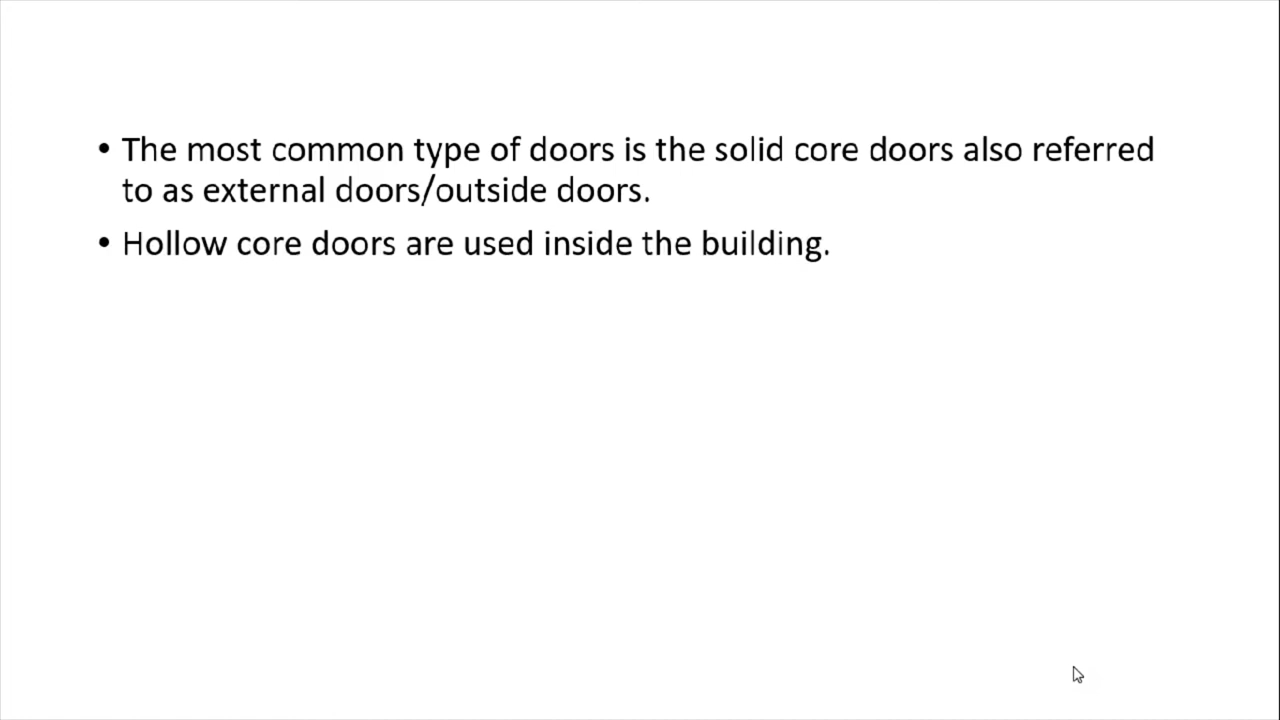 • The most common type of doors is the solid core doors also referred
to as external doors/outside doors.
• Hollow core doors are used inside the building.